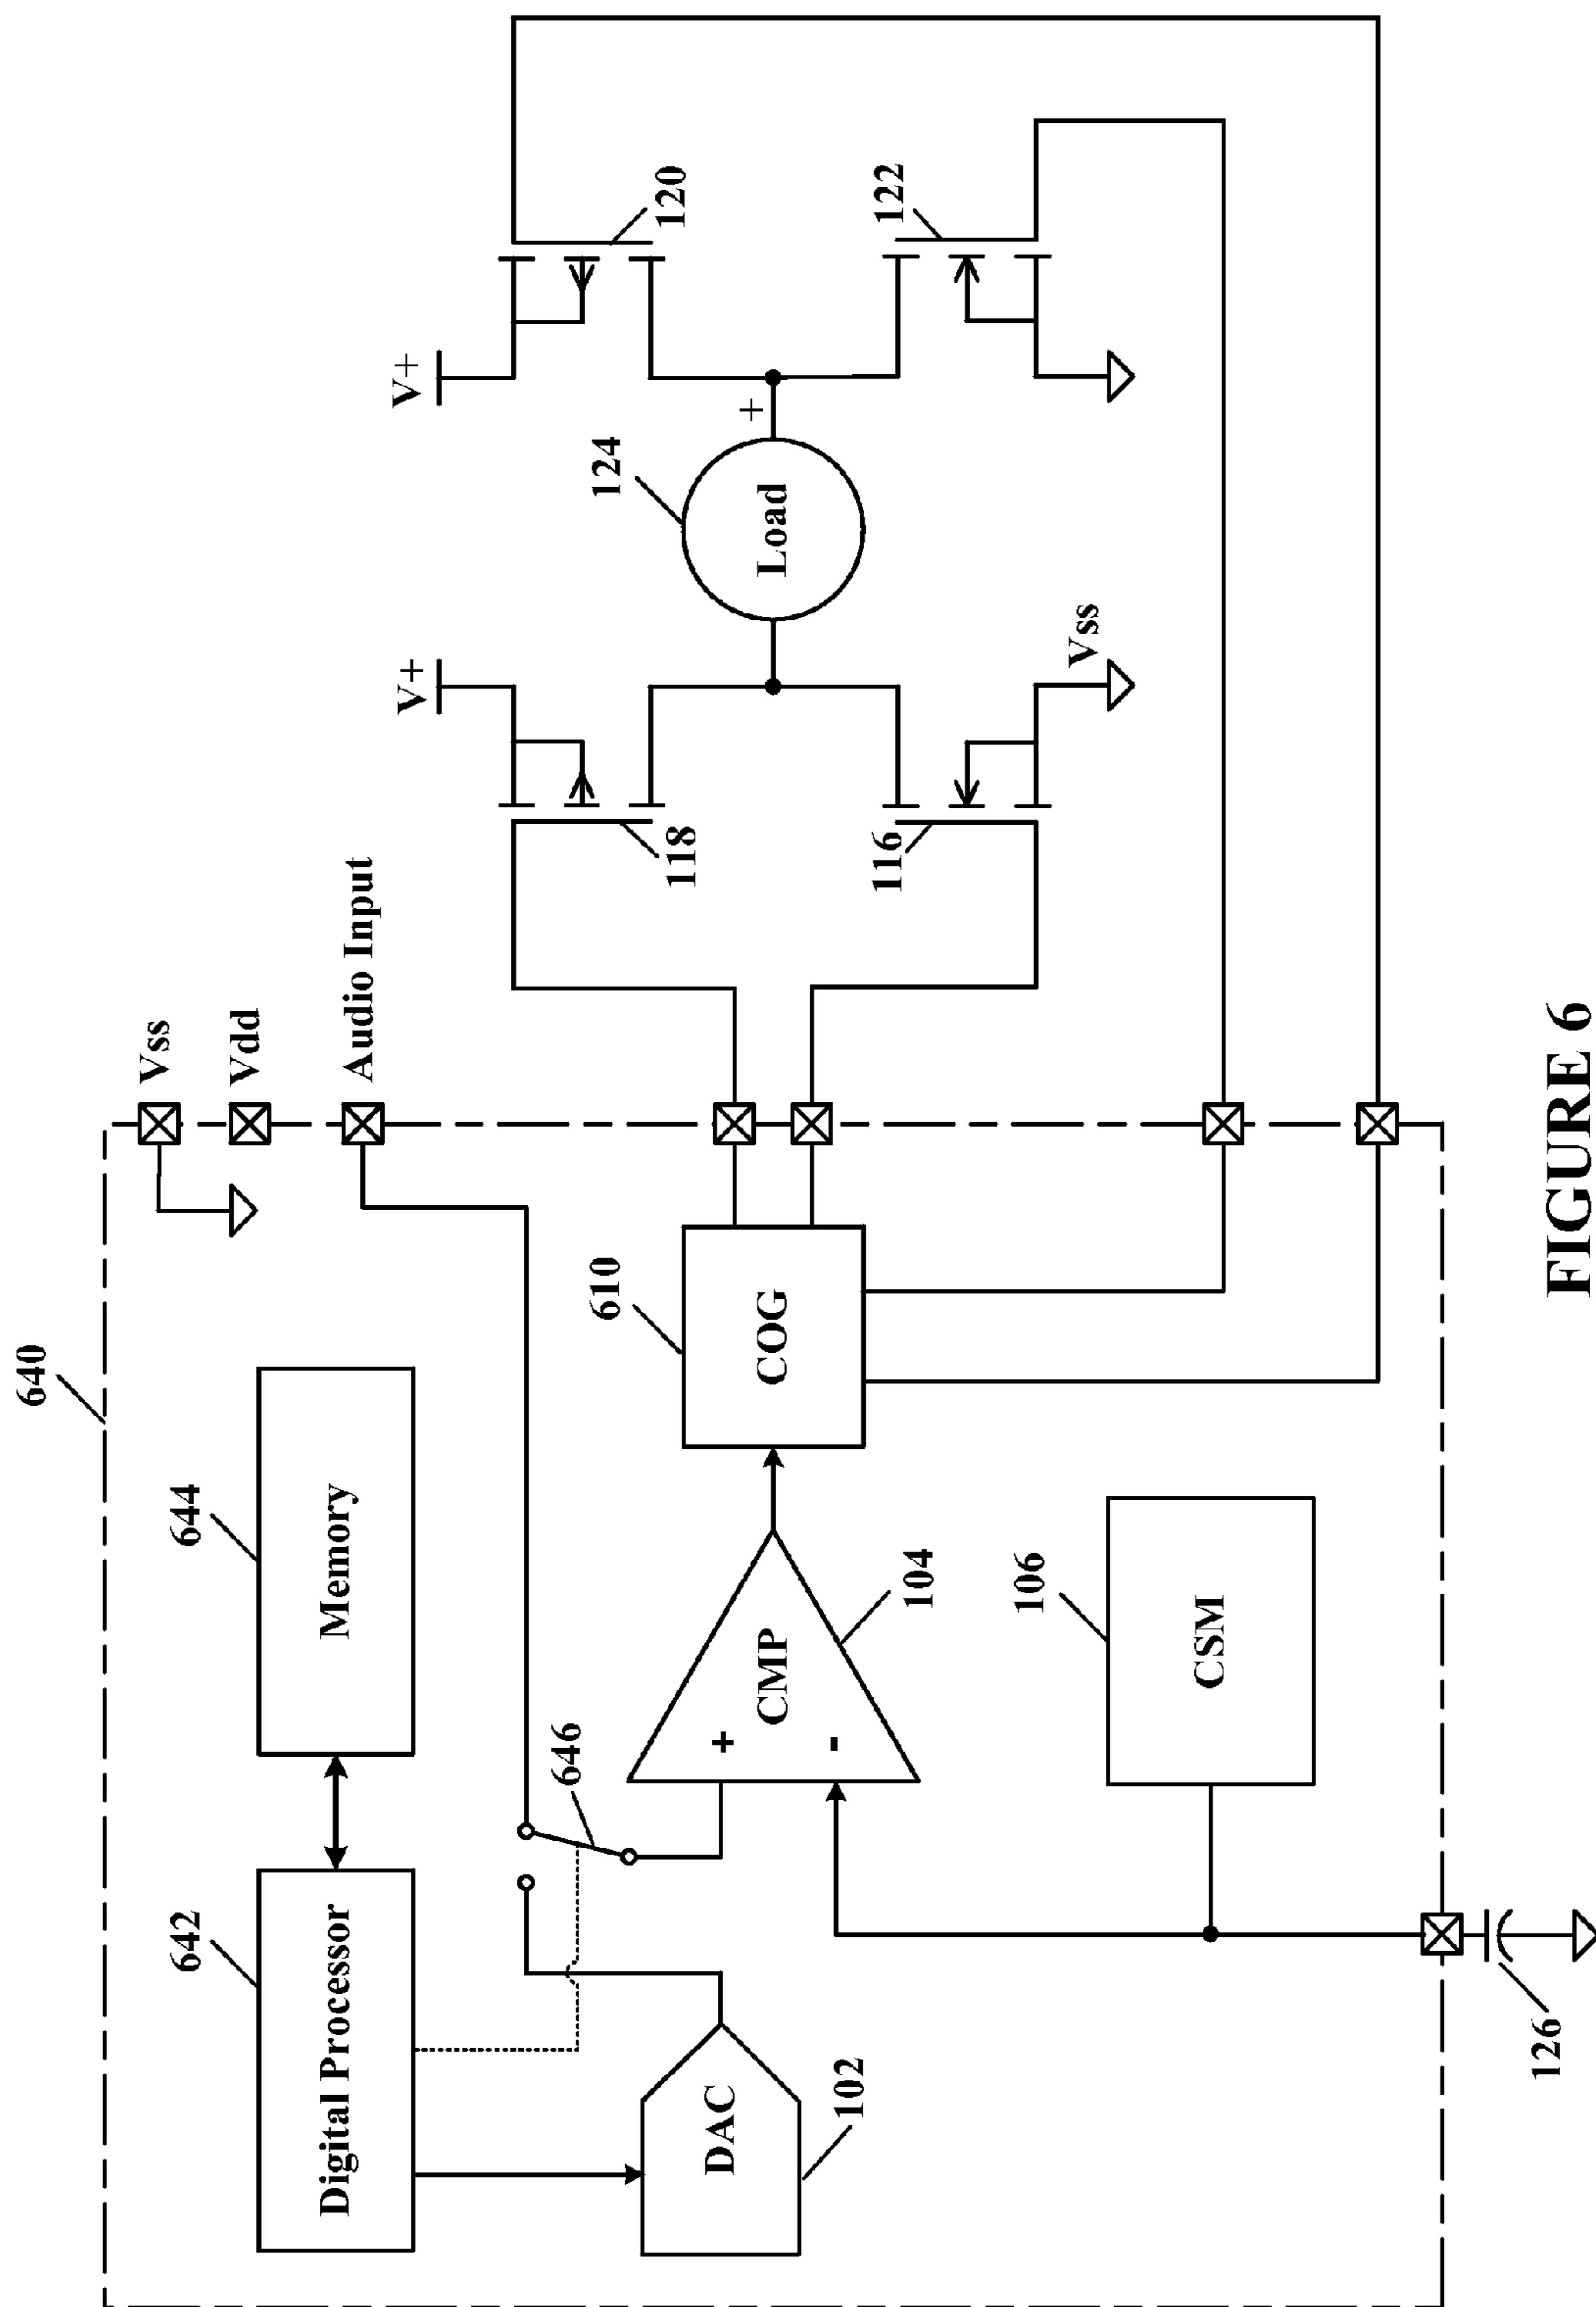 640
Vss
Vdd
Audio Input
642
Digital Processor
644
Memory
646
DAC
102
+
-
CMP
104
610
COG
106
CSM
126
V+
118
116
Vss
124
Load
+
V+
120
122
FIGURE 6